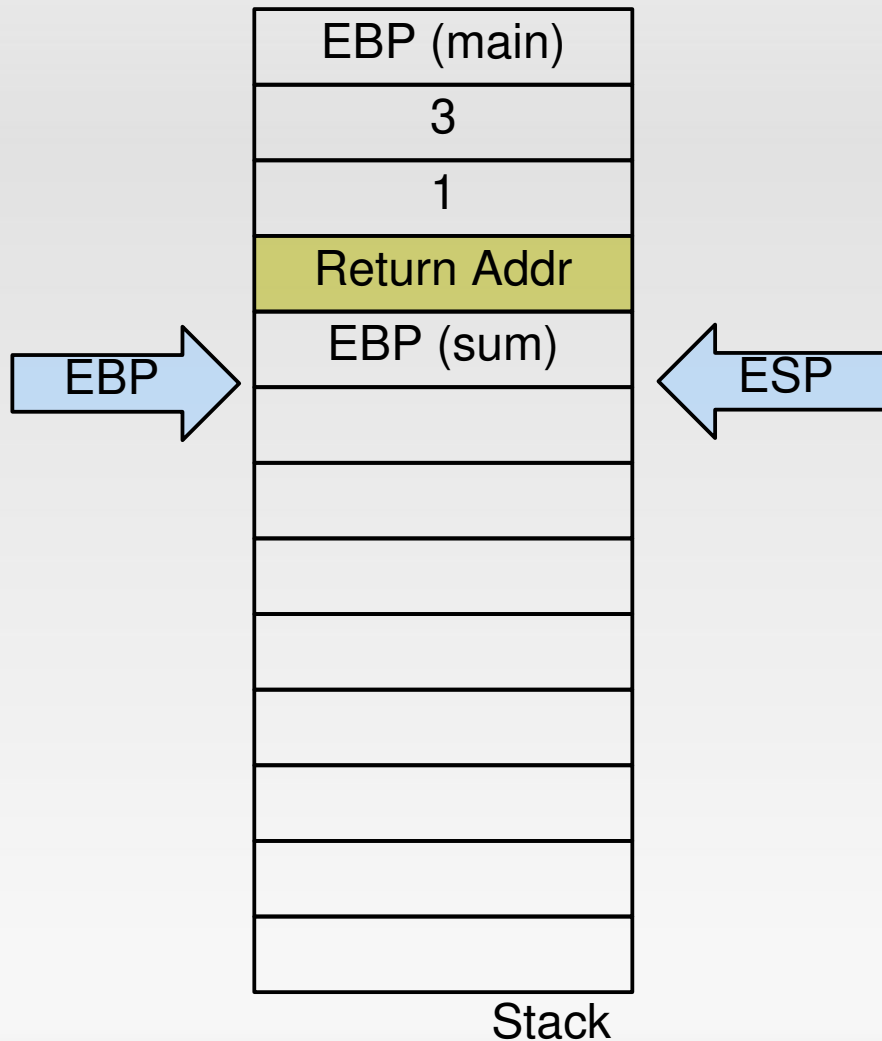 EBP (main)
3
1
Return Addr
EBP (sum)
EBP
ESP
Stack